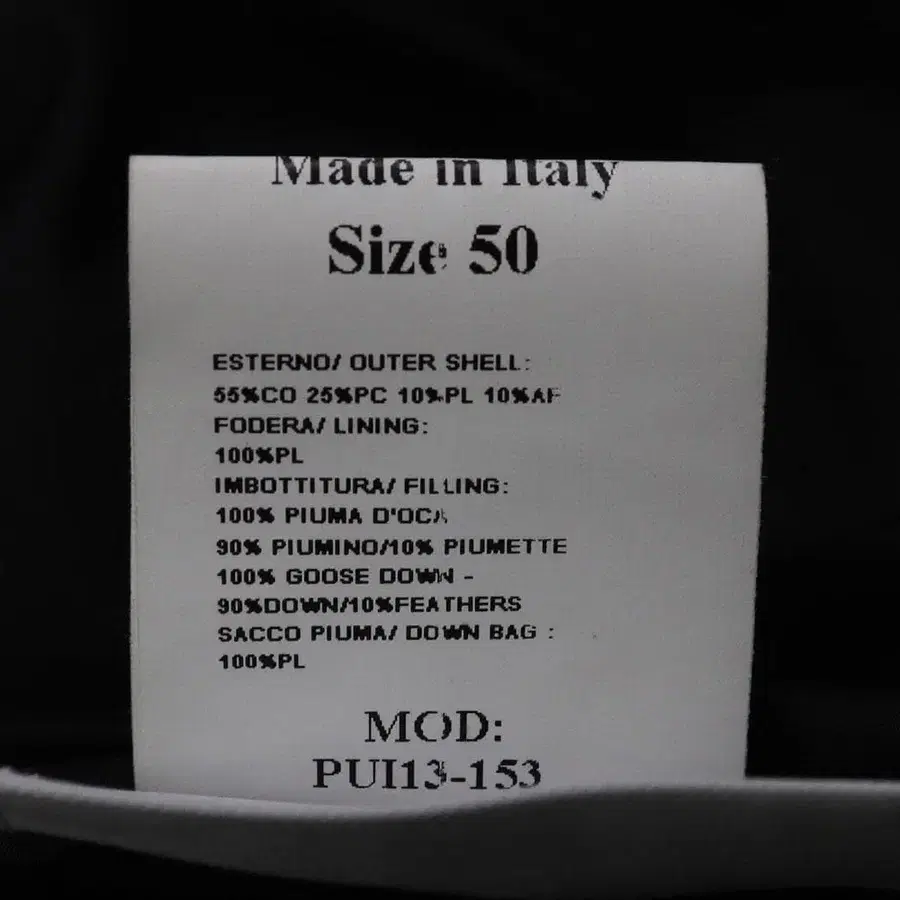 Made in Italy
Size 50
ESTERNO/ OUTER SHELL:
55%CO 25%PC 10%PL 10%AF
FODERA/ LINING:
100%PL
IMBOTTITURA/ FILLING:
100% PIUMA D'OCA
90% PIUMINO/10% PIUMETTE
100% GOOSE DOWN -
90%DOWN/10%FEATHERS
SACCO PIUMA/ DOWN BAG :
100%PL
MOD:
PUI13-153